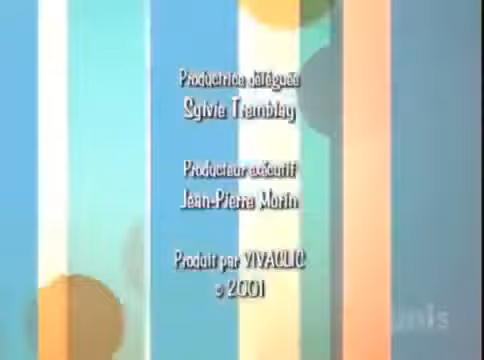 Productrice déléguée
Sylvie Tremblay
Producteur exécutif
Jean-Pierre Morin
Produit par VIVACLIC
© 2001
unis